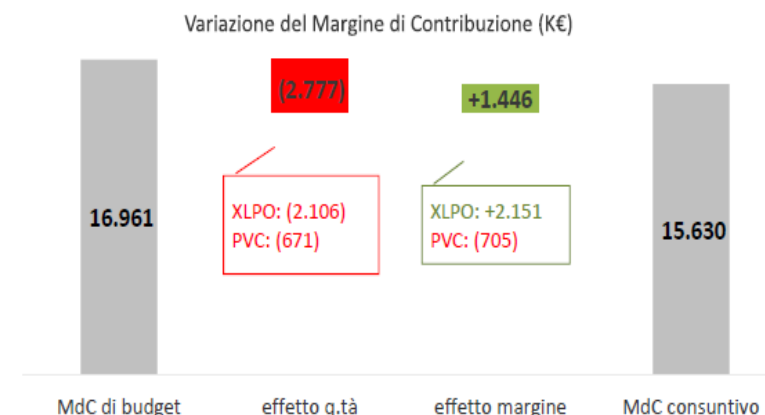 Variazione del Margine di Contribuzione (K€)
(2.777)
+1.446
XLPO: (2.106)
PVC: (671)
XLPO: +2.151
PVC: (705)
16.961
15.630
MdC di budget
effetto q.tà
effetto margine
MdC consuntivo